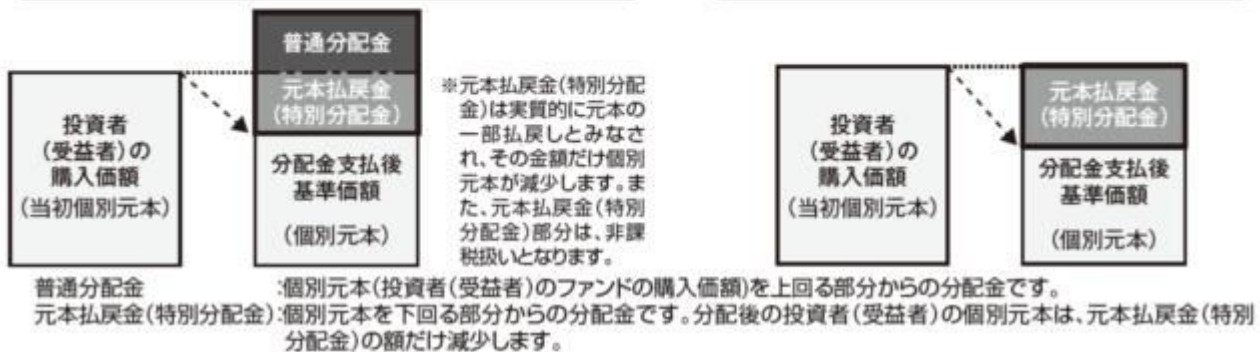 普通分配金
元本払戻金
(特別分配金)
投資者
(受益者)の
購入価額
(当初個別元本)
分配金支払後
基準価額
(個別元本)
※元本払戻金(特別分配
金)は実質的に元本の
一部払戻しとみなさ
れ、その金額だけ個別
元本が減少します。ま
た、元本払戻金(特別
分配金)部分は、非課
税扱いとなります。
投資者
(受益者)の
購入価額
(当初個別元本)
元本払戻金
(特別分配金)
分配金支払後
基準価額
(個別元本)
普通分配金 :個別元本(投資者(受益者)のファンドの購入価額)を上回る部分からの分配金です。
元本払戻金(特別分配金):個別元本を下回る部分からの分配金です。分配後の投資者(受益者)の個別元本は、元本払戻金(特別
分配金)の額だけ減少します。